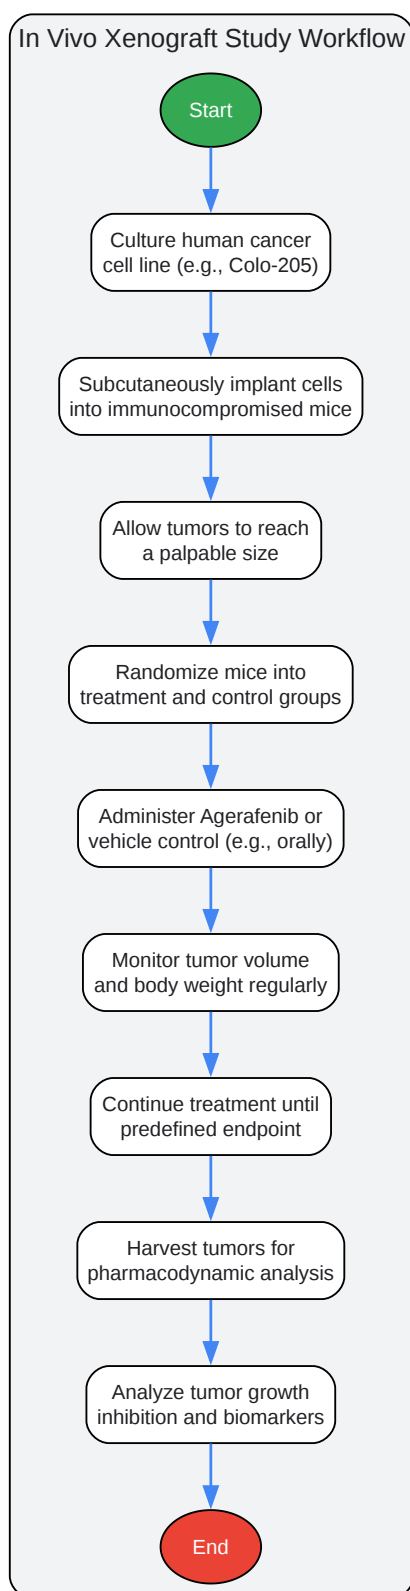 In Vivo Xenograft Study Workflow
Start
Culture human cancer
cell line (e.g., Colo-205)
Subcutaneously implant cells
into immunocompromised mice
Allow tumors to reach
a palpable size
Randomize mice into
treatment and control groups
Administer Agerafenib or
vehicle control (e.g., orally)
Monitor tumor volume
and body weight regularly
Continue treatment until
predefined endpoint
Harvest tumors for
pharmacodynamic analysis
Analyze tumor growth
inhibition and biomarkers
End